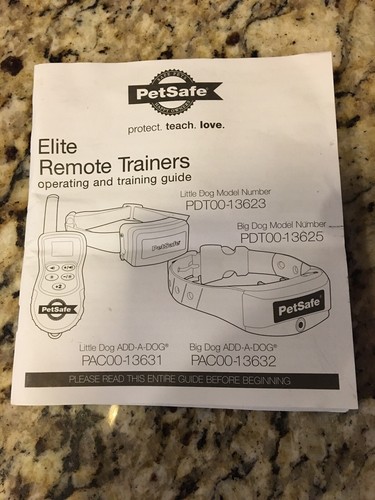 PetSafe®
protect. teach. love.
Elite
Remote Trainers
operating and training guide
Little Dog Model Number
PDT00-13623
Big Dog Model Number
PDT00-13625
PetSafe
PetSafe
PetSafe
Little Dog ADD-A-DOG®
PAC00-13631
Big Dog ADD-A-DOG®
PAC00-13632
PLEASE READ THIS ENTIRE GUIDE BEFORE BEGINNING